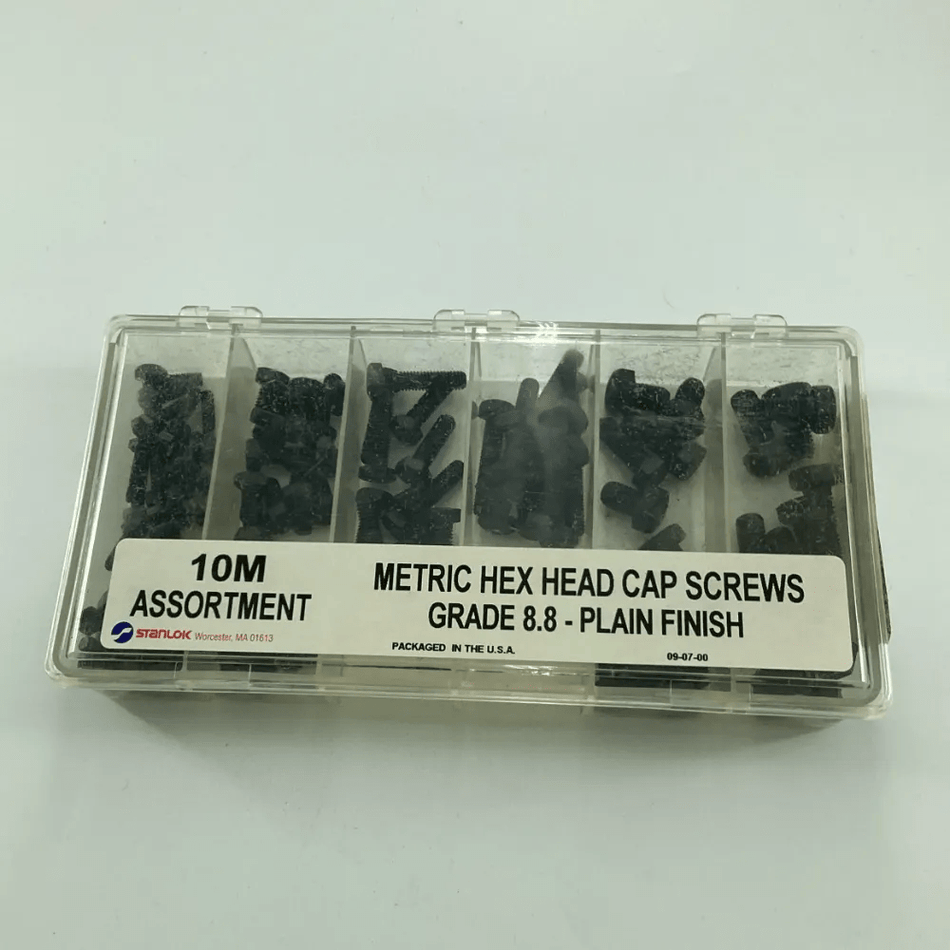 10M
ASSORTMENT
STANLOK Worcester, MA 01613
METRIC HEX HEAD CAP SCREWS
GRADE 8.8 - PLAIN FINISH
PACKAGED IN THE U.S.A.
09-07-00